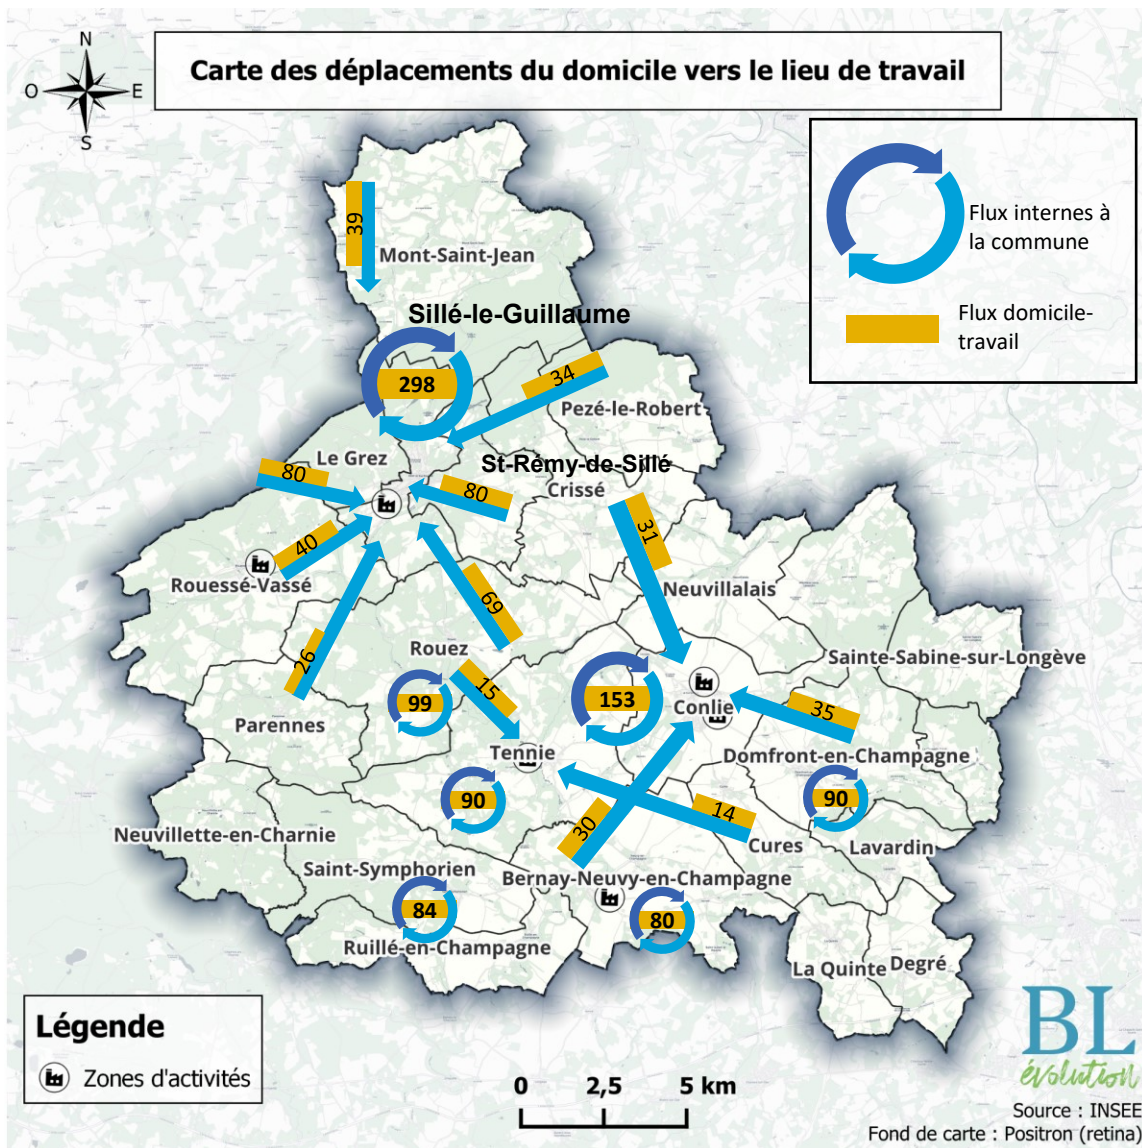 Carte des déplacements du domicile vers le lieu de travail
N
O
E
S
Flux internes à
la commune
Flux domicile-
travail
39
Mont-Saint-Jean
Sillé-le-Guillaume
298
34
Pezé-le-Robert
Le Grez
St-Rémy-de-Sillé
80
80
Crissé
31
40
Rouessé-Vassé
Neuvillalais
69
26
Rouez
15
Sainte-Sabine-sur-Longève
99
153
Conlie
35
Parennes
Tennie
Domfront-en-Champagne
90
90
14
30
Neuvillette-en-Charnie
Cures
Lavardin
Saint-Symphorien
Bernay-Neuvy-en-Champagne
84
80
Ruillé-en-Champagne
La Quinte
Degré
Légende
Zones d'activités
0 2,5 5 km
BL
évolution
Source : INSEE
Fond de carte : Positron (retina)